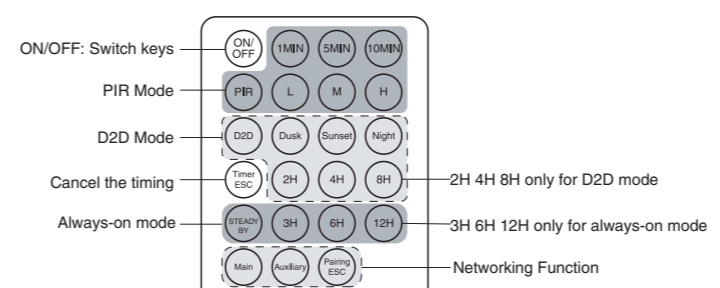 ON/OFF: Switch keys
ON/
OFF
1MIN
5MIN
10MIN
PIR Mode
PIR
L
M
H
D2D Mode
D2D
Dusk
Sunset
Night
Cancel the timing
Timer
ESC
2H
4H
8H
2H 4H 8H only for D2D mode
Always-on mode
STEADY
BY
3H
6H
12H
3H 6H 12H only for always-on mode
Main
Auxiliary
Pairing
ESC
Networking Function